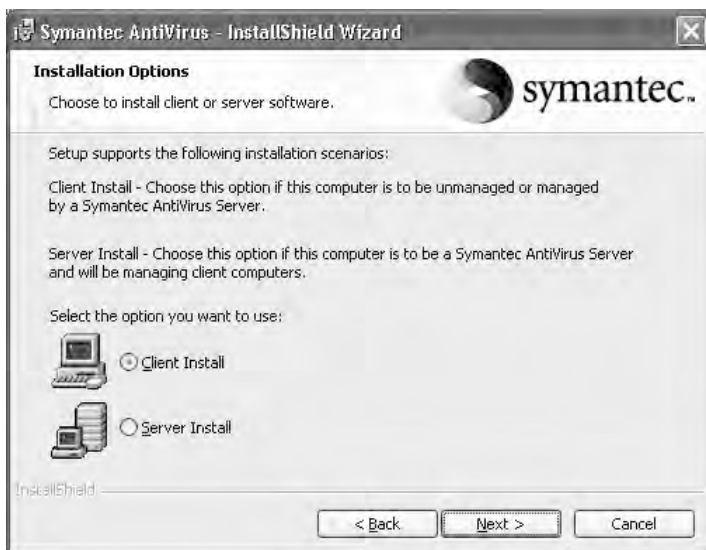 Symantec AntiVirus - InstallShield Wizard
Installation Options
Choose to install client or server software.
symantec.
Setup supports the following installation scenarios:
Client Install - Choose this option if this computer is to be unmanaged or managed
by a Symantec AntiVirus Server.
Server Install - Choose this option if this computer is to be a Symantec AntiVirus Server
and will be managing client computers.
Select the option you want to use:
Client Install
Server Install
InstallShield
< Back Next > Cancel